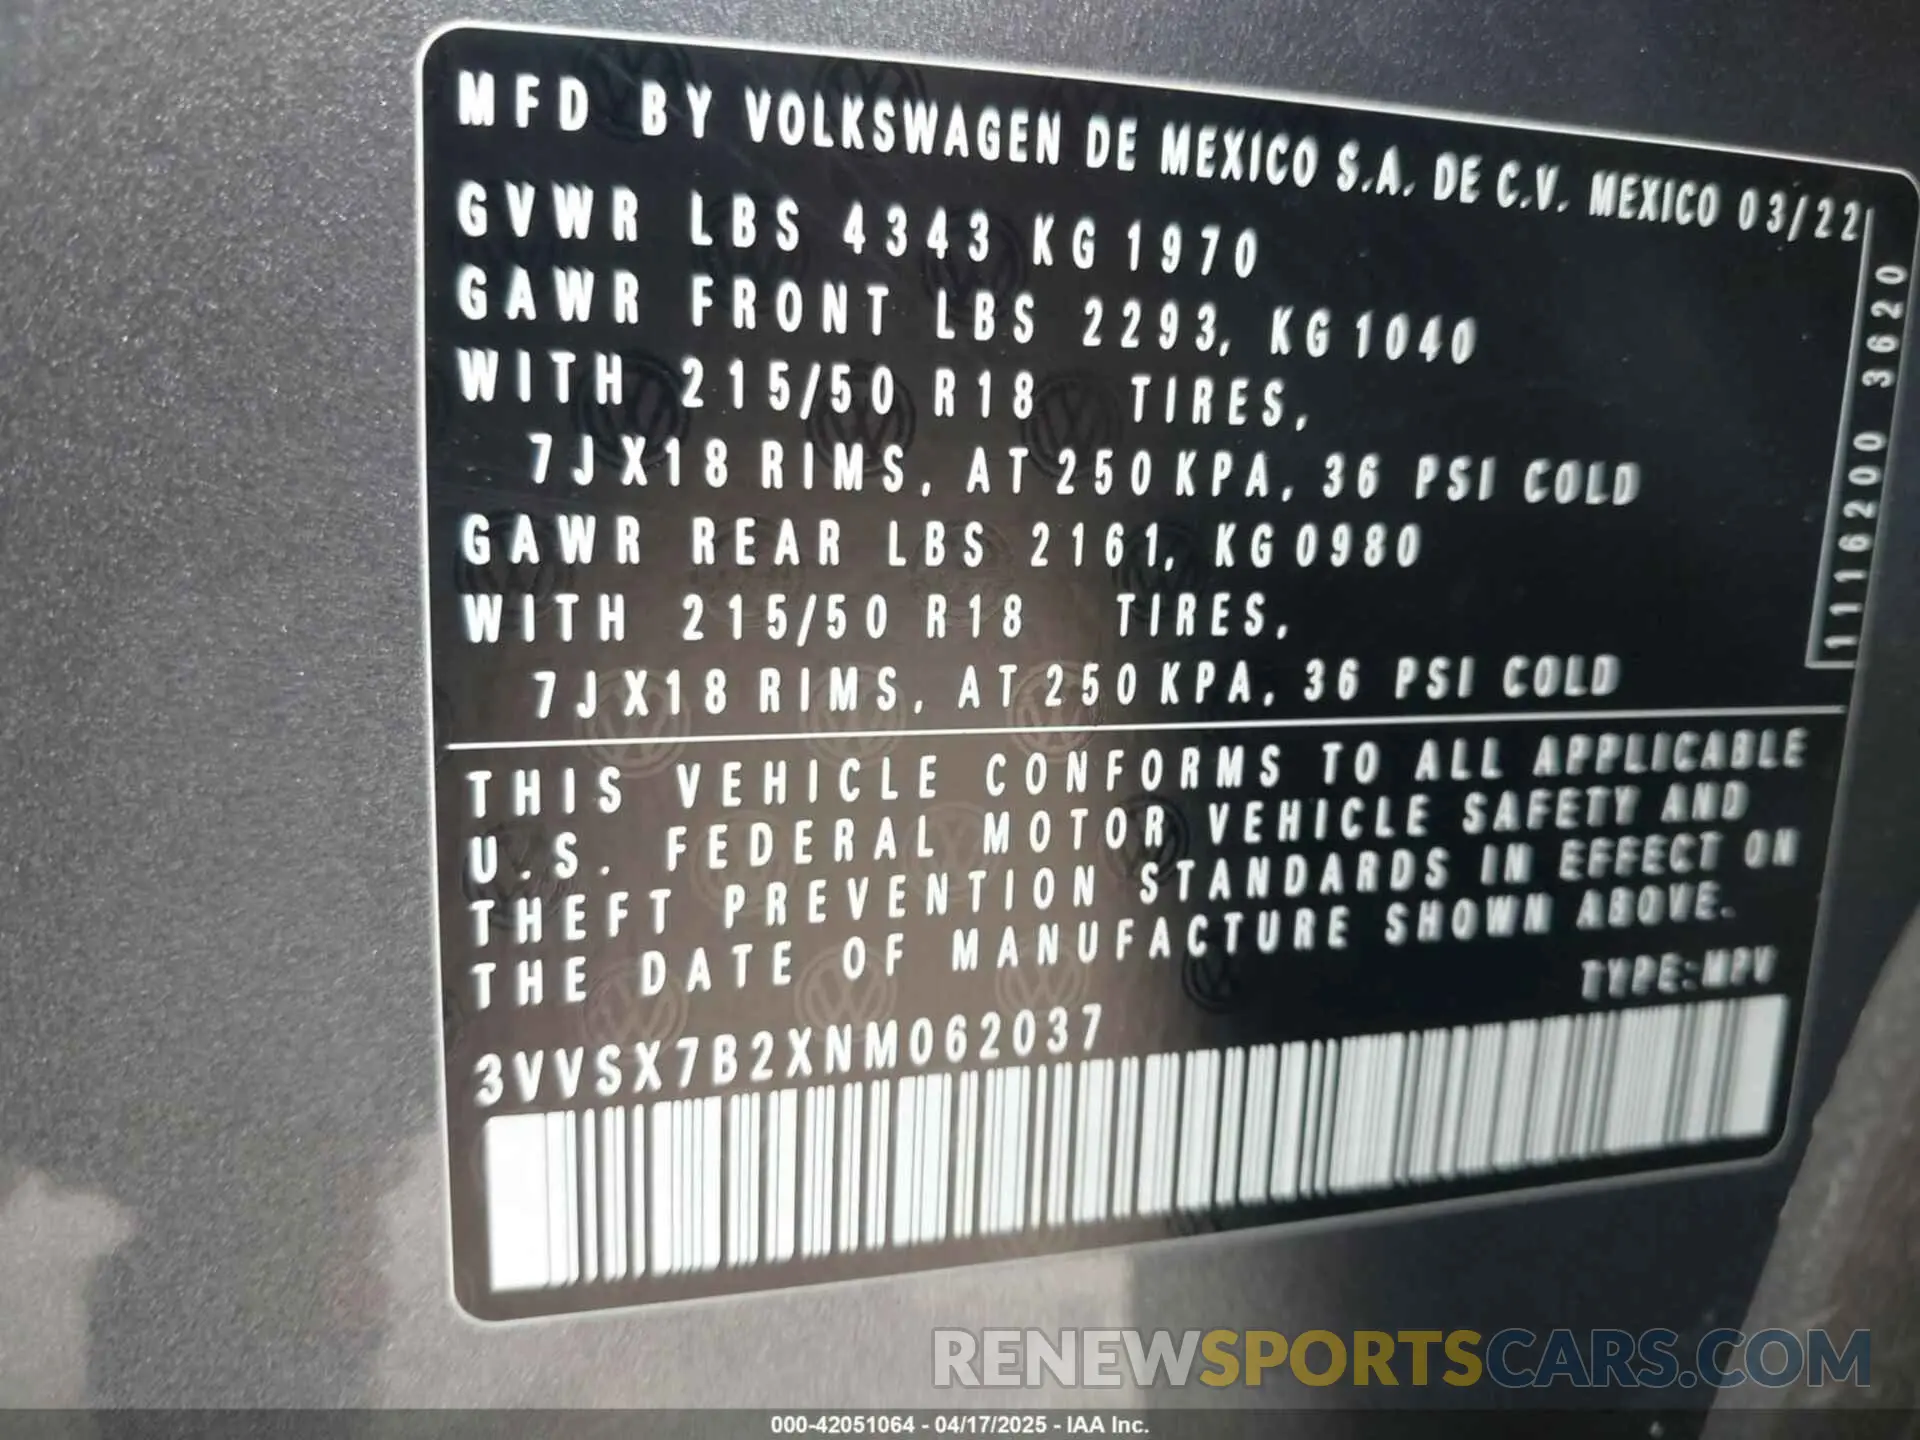 MFD BY VOLKSWAGEN DE MEXICO S.A. DE C.V. MEXICO 03/22
GVWR LBS 4343 KG 1970
GAWR FRONT LBS 2293, KG 1040
WITH 215/50 R18 TIRES,
7JX18 RIMS, AT 250 KPA, 36 PSI COLD
GAWR REAR LBS 2161, KG 0980
WITH 215/50 R18 TIRES,
7JX18 RIMS, AT 250 KPA, 36 PSI COLD
1116200 3620
THIS VEHICLE CONFORMS TO ALL APPLICABLE
U.S. FEDERAL MOTOR VEHICLE SAFETY AND
THEFT PREVENTION STANDARDS IN EFFECT ON
THE DATE OF MANUFACTURE SHOWN ABOVE.
TYPE:MPV
3VVSX7B2XNM062037
RENEWSPORTSCARS.COM
000-42051064 - 04/17/2025 - IAA Inc.